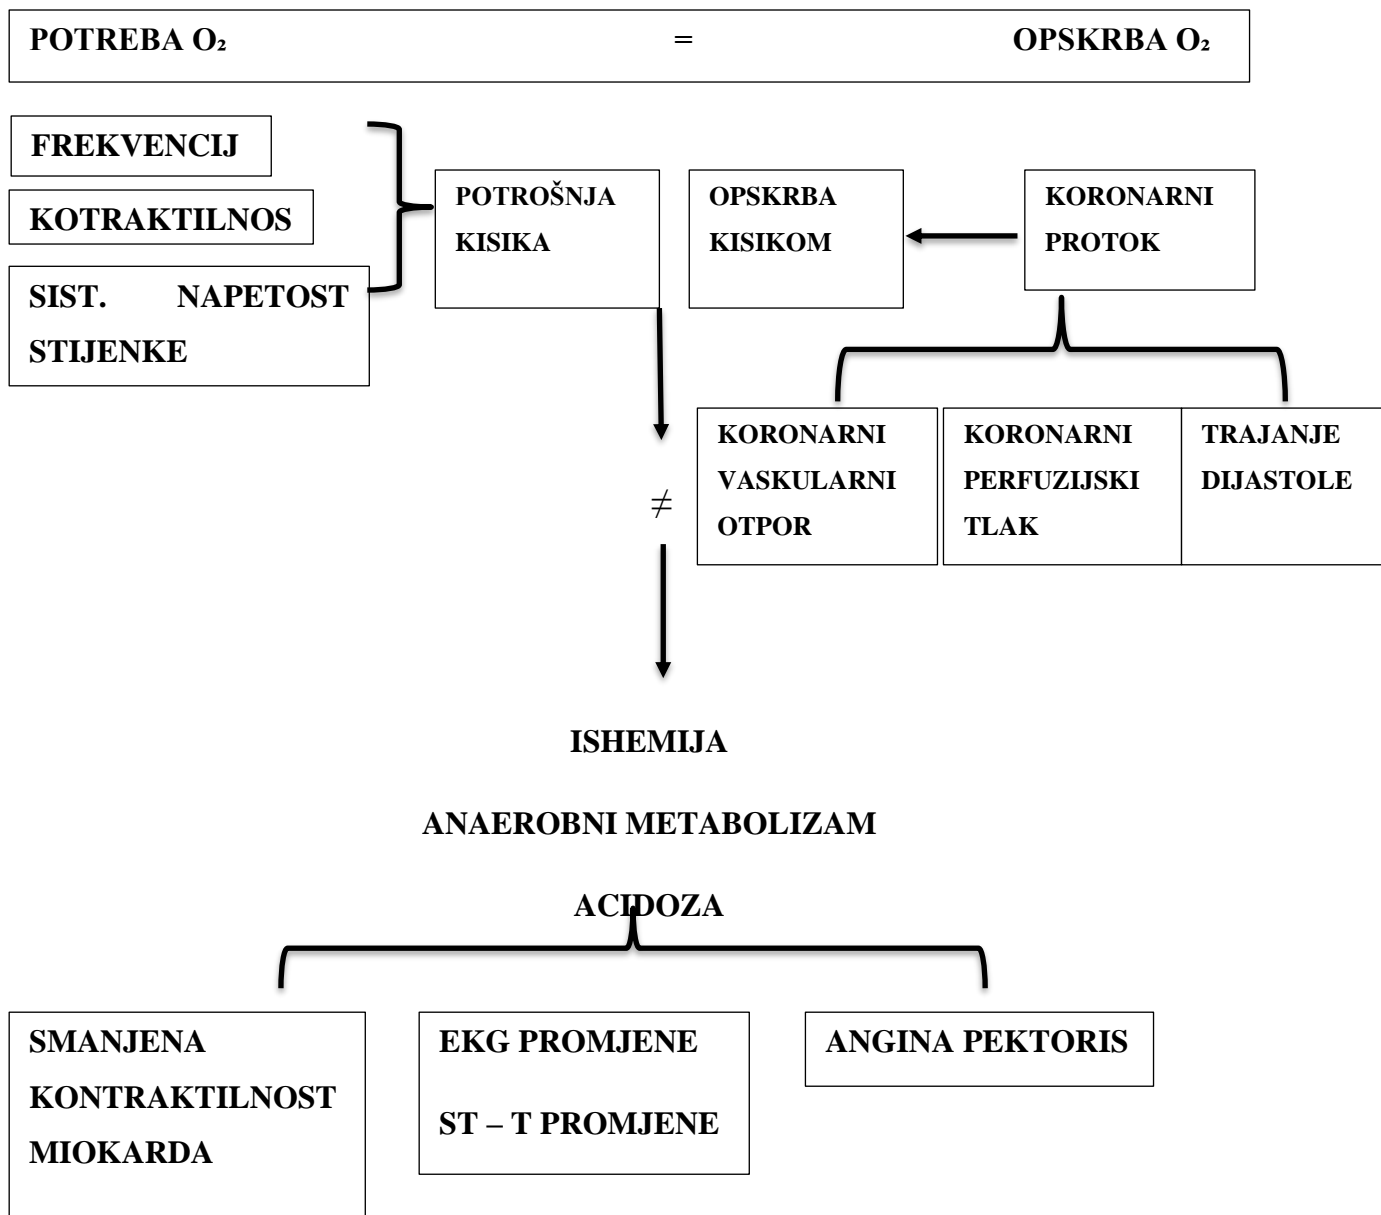 POTREBA O₂ = OPSKRBA O₂
FREKVENCIJ
KOTRAKTILNOS
SIST. NAPETOST
STIJENKE
POTROŠNJA
KISIKA
OPSKRBA
KISIKOM
KORONARNI
PROTOK
KORONARNI
VASKULARNI
OTPOR
KORONARNI
PERFUZIJSKI
TLAK
TRAJANJE
DIJASTOLE
≠
ISHEMIJA
ANAEROBNI METABOLIZAM
ACIDOZA
SMANJENA
KONTRAKTILNOST
MIOKARDA
EKG PROMJENE
ST – T PROMJENE
ANGINA PEKTORIS